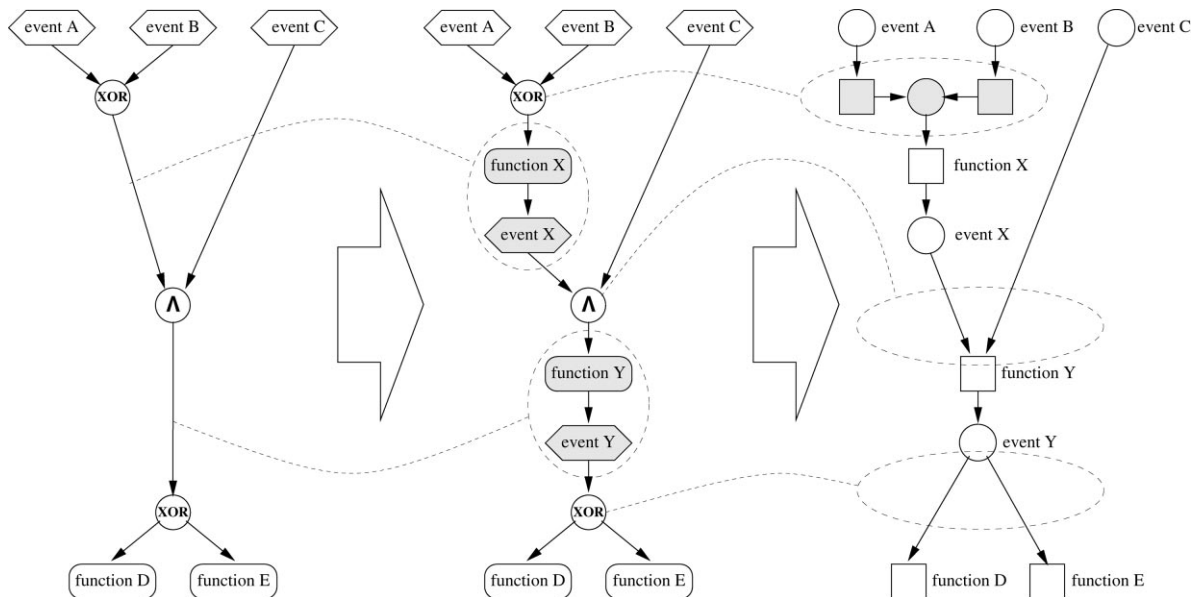 event A
event B
event C
XOR
Λ
XOR
function D
function E
event A
event B
event C
XOR
function X
event X
Λ
function Y
event Y
XOR
function D
function E
event A
event B
event C
function X
event X
function Y
event Y
function D
function E